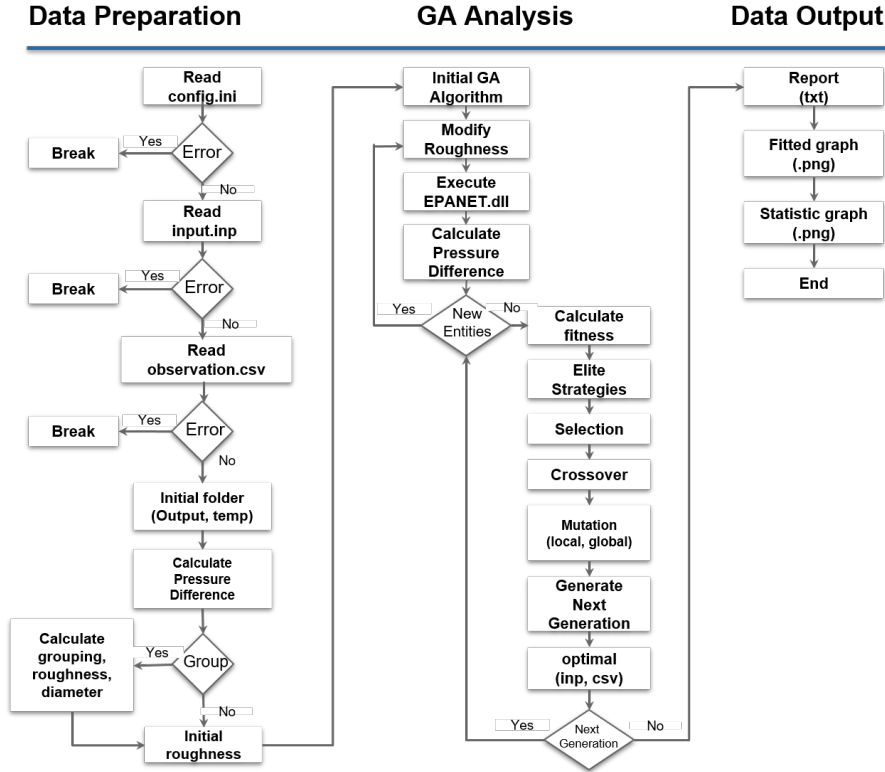 Data Preparation
GA Analysis
Data Output
Read
config.ini
Error
Yes
Break
No
Read
input.inp
Error
Yes
Break
No
Read
observation.csv
Error
Yes
Break
No
Initial folder
(Output, temp)
Calculate
Pressure
Difference
Group
Yes
Calculate
grouping,
roughness,
diameter
No
Initial
roughness
Initial GA
Algorithm
Modify
Roughness
Execute
EPANET.dll
Calculate
Pressure
Difference
New
Entities
Yes
No
Calculate
fitness
Elite
Strategies
Selection
Crossover
Mutation
(local, global)
Generate
Next
Generation
optimal
(inp, csv)
Next
Generation
Yes
No
Report
(txt)
Fitted graph
(.png)
Statistic graph
(.png)
End